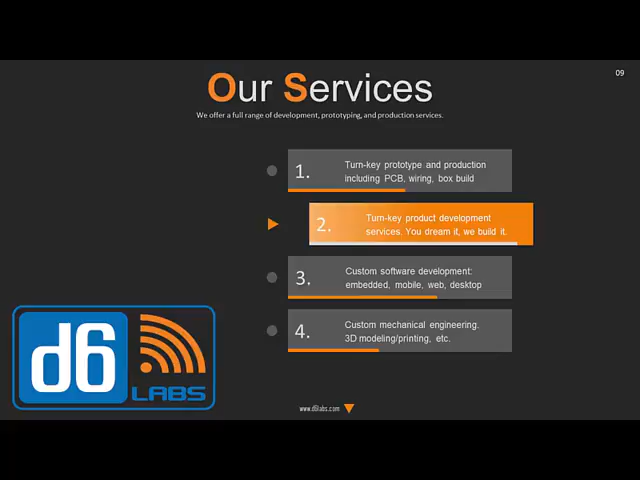 09
Our Services
We offer a full range of development, prototyping, and production services.
1.
Turn-key prototype and production
including PCB, wiring, box build
2.
Turn-key product development
services. You dream it, we build it.
3.
Custom software development:
embedded, mobile, web, desktop
4.
Custom mechanical engineering.
3D modeling/printing, etc.
d6
LABS
www.d6labs.com